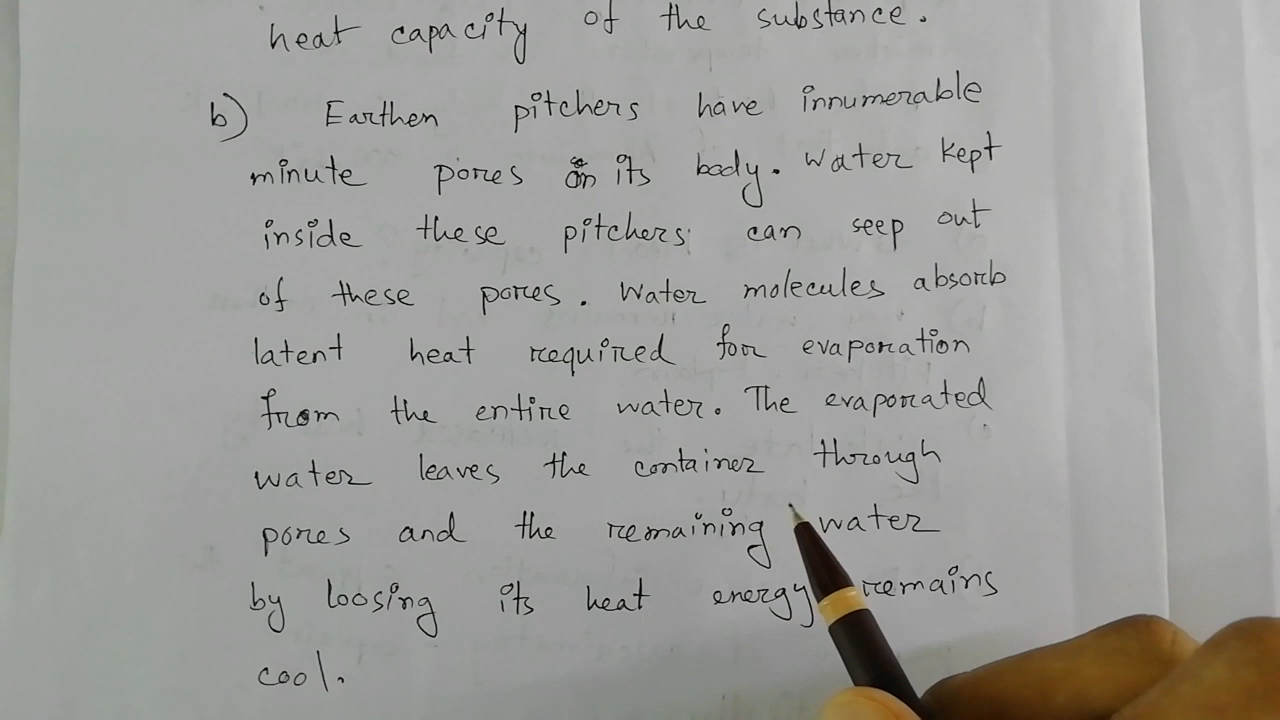 heat capacity of the substance.
b) Earthen pitchers have innumerable
minute pores in its body. Water kept
inside these pitchers can seep out
of these pores. Water molecules absorb
latent heat required for evaporation
from the entire water. The evaporated
water leaves the container through
pores and the remaining water
by loosing its heat energy remains
cool.